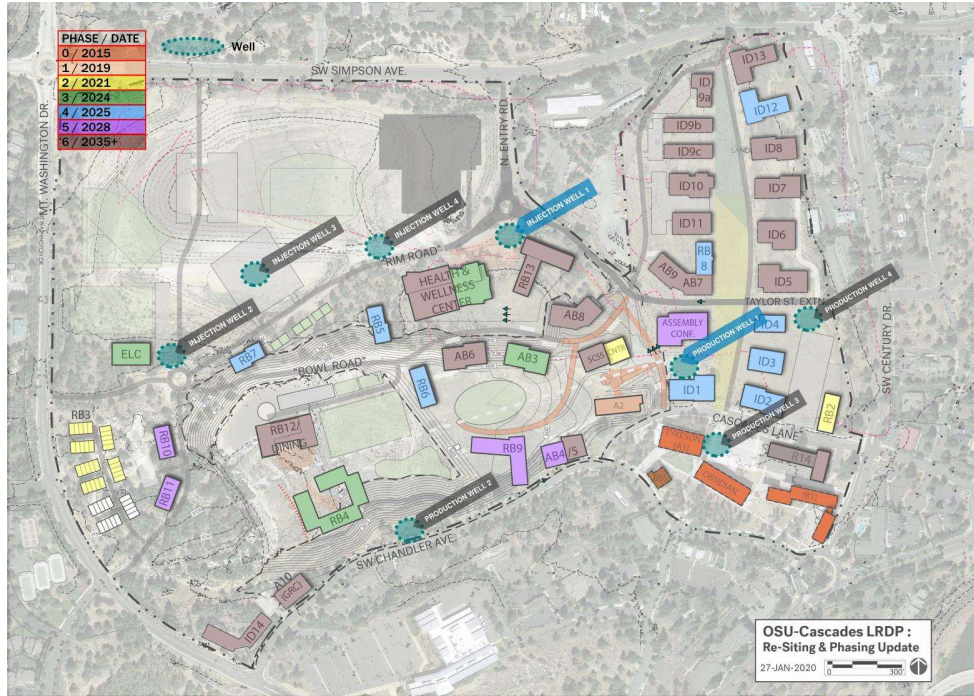 PHASE / DATE
0 / 2015
1 / 2019
2 / 2021
3 / 2024
4 / 2025
5 / 2028
6 / 2035+
Well
SW SIMPSON AVE.
MT. WASHINGTON DR.
N. ENTRY RD.
ID13
ID
9a
ID12
ID9b
ID9c
ID8
ID10
ID7
ID11
ID6
RB
8
AB9
AB7
ID5
INJECTION WELL 1
INJECTION WELL 4
INJECTION WELL 3
INJECTION WELL 2
"RIM ROAD"
HEALTH &
WELLNESS
CENTER
RB13
AB8
TAYLOR ST. EXTN.
PRODUCTION WELL 4
SW CENTURY DR.
ASSEMBLY
CONF.
ID4
PRODUCTION WELL 1
ELC
RB7
RB5
"BOWL ROAD"
AB6
AB3
SCSS
CNTR
ID3
RB6
A2
ID1
ID2
RB2
RB3
RB10
RB11
RB12/
DINING
RB9
AB4
/5
TYKESON
(A1)
PRODUCTION WELL 3
LANE
R14
OBSIDIAN
(R1)
RB4
PRODUCTION WELL 2
SW CHANDLER AVE.
A10
(GRC)
ID14
OSU-Cascades LRDP :
Re-Siting & Phasing Update
27-JAN-2020
0
300'